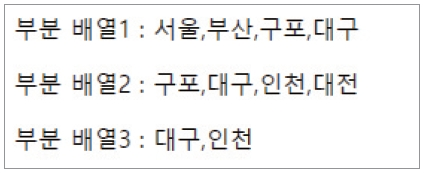 부분 배열1 : 서울,부산,구포,대구
부분 배열2 : 구포,대구,인천,대전
부분 배열3 : 대구,인천